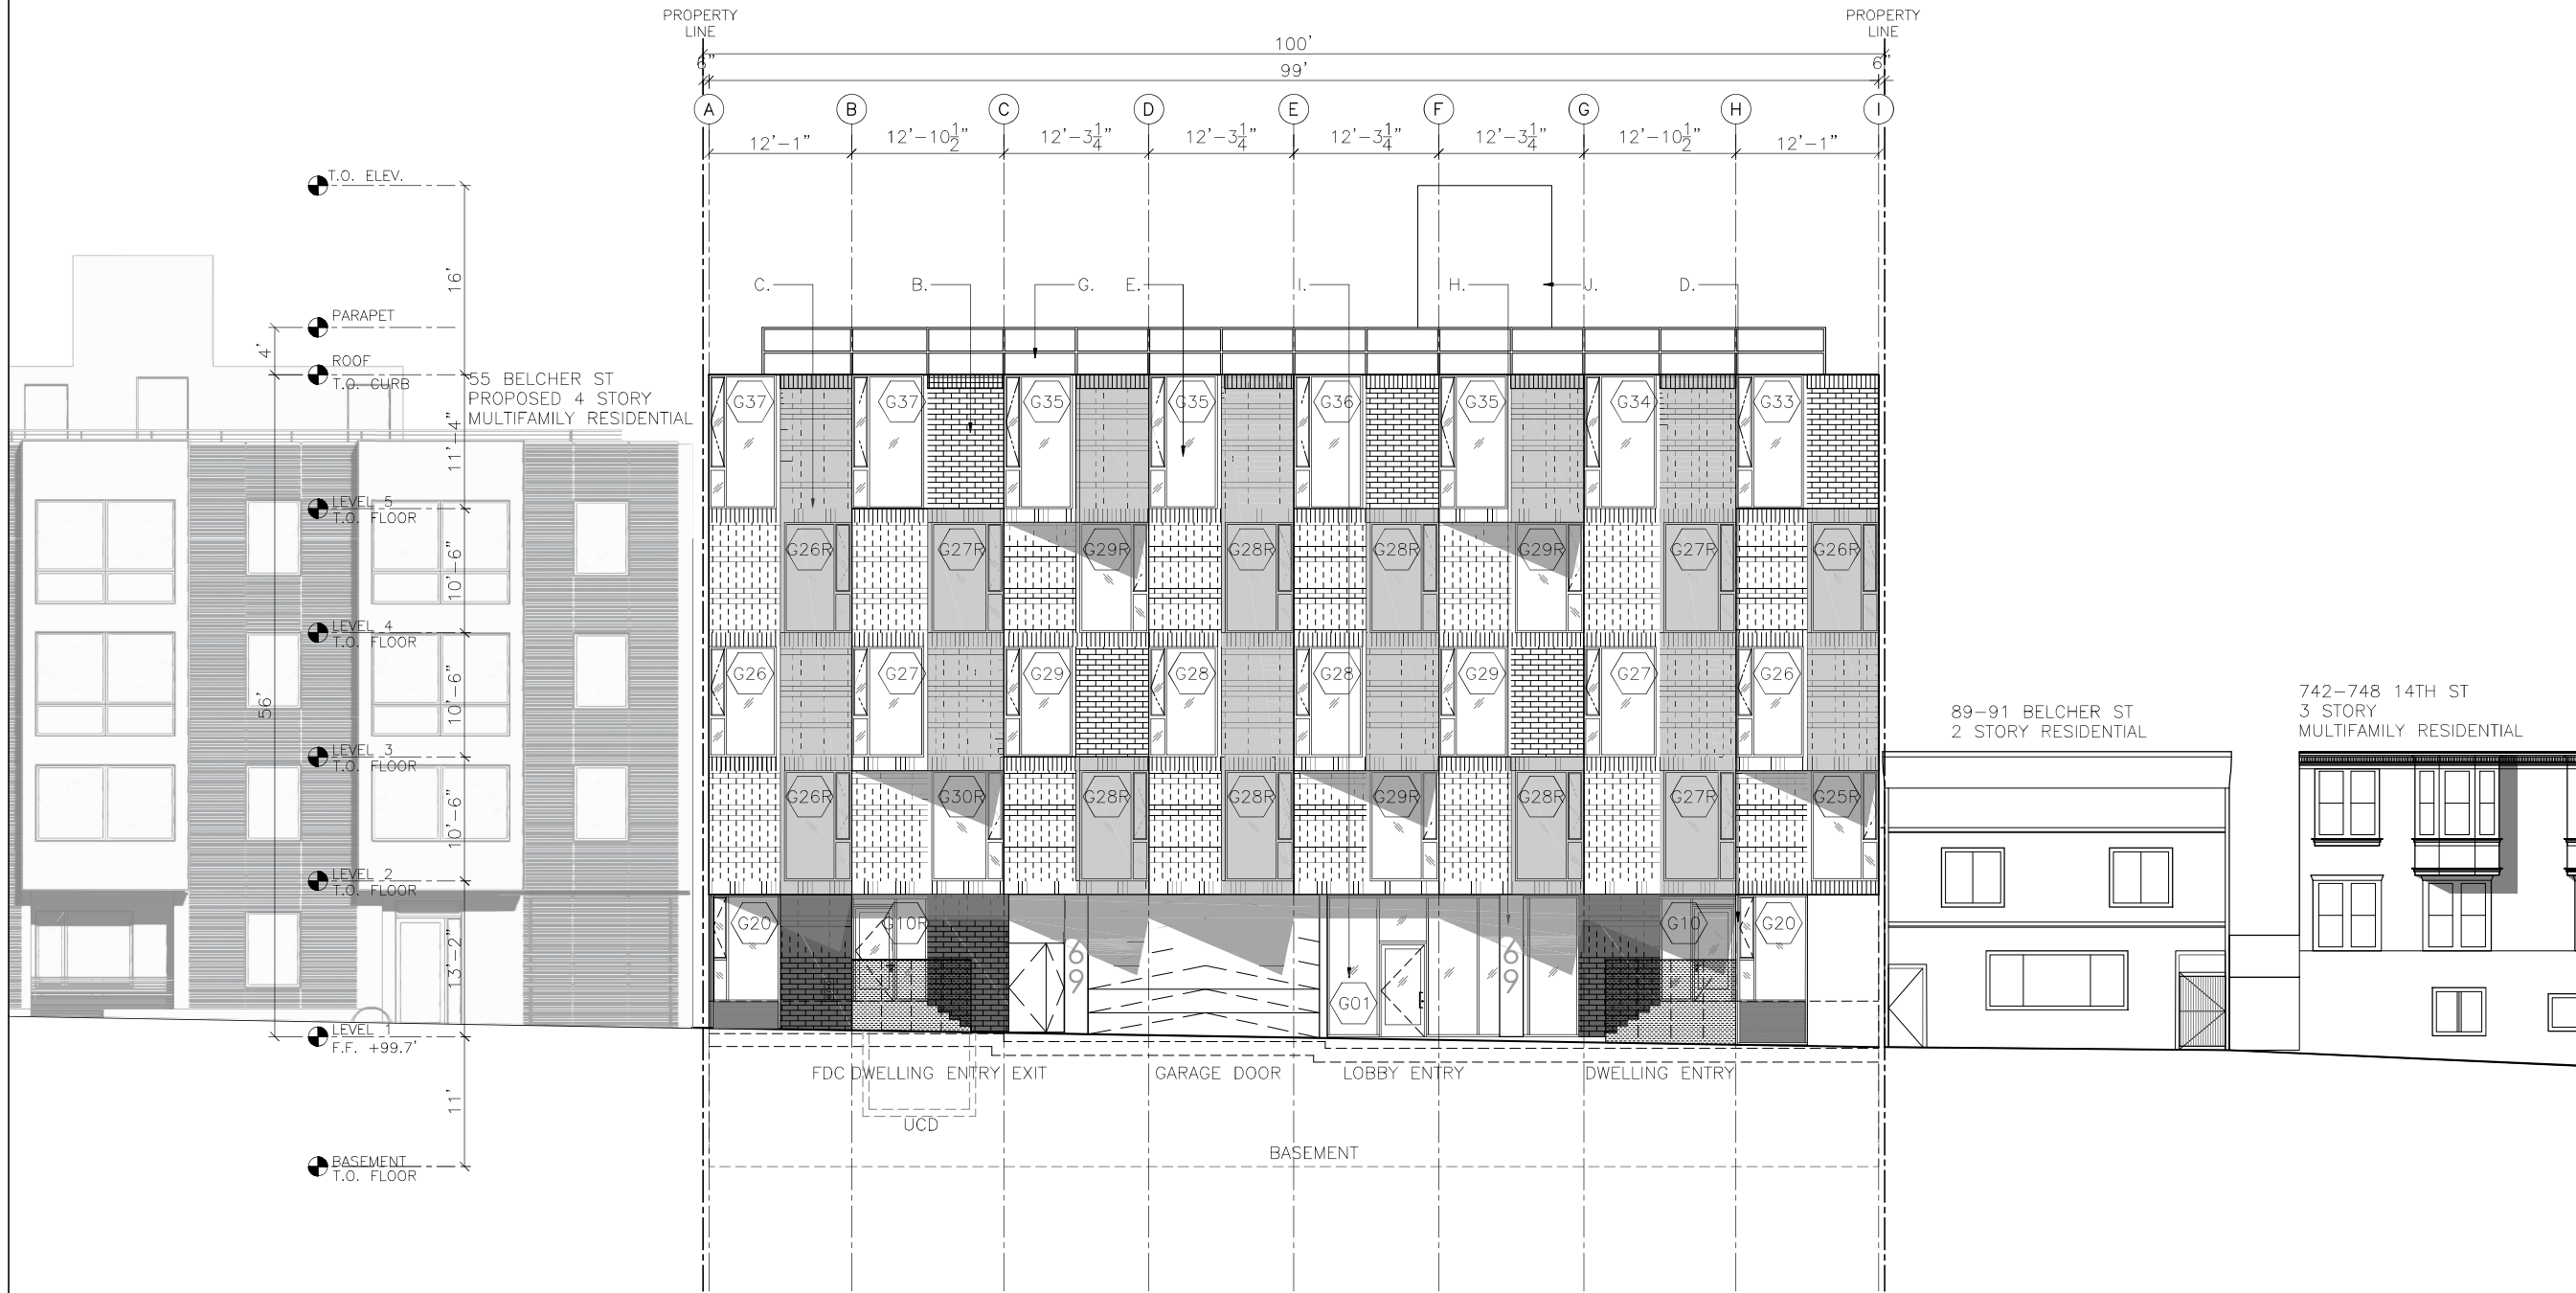 PROPERTY
LINE
PROPERTY
LINE
100'
6"
99'
6"
A B C D E F G H I
12'-1" 12'-10 1/2" 12'-3 1/4" 12'-3 1/4" 12'-3 1/4" 12'-3 1/4" 12'-10 1/2" 12'-1"
T.O. ELEV.
16'
C. B. G. E. I. H. J. D.
PARAPET
4'
ROOF
T.O. CURB
55 BELCHER ST
PROPOSED 4 STORY
MULTIFAMILY RESIDENTIAL
G37 G37 G35 G35 G36 G35 G34 G33
11'-4"
LEVEL 5
T.O. FLOOR
G26R G27R G29R G28R G28R G29R G27R G26R
10'-6"
LEVEL 4
T.O. FLOOR
G26 G27 G29 G28 G28 G29 G27 G26
10'-6"
56'
742-748 14TH ST
3 STORY
MULTIFAMILY RESIDENTIAL
89-91 BELCHER ST
2 STORY RESIDENTIAL
LEVEL 3
T.O. FLOOR
G26R G30R G28R G28R G29R G28R G27R G25R
10'-6"
LEVEL 2
T.O. FLOOR
G20 G10R G10 G20
13'-2"
69 69
G01
LEVEL 1
F.F. +99.7'
FDC DWELLING ENTRY EXIT GARAGE DOOR LOBBY ENTRY DWELLING ENTRY
11'
UCD
BASEMENT
BASEMENT
T.O. FLOOR